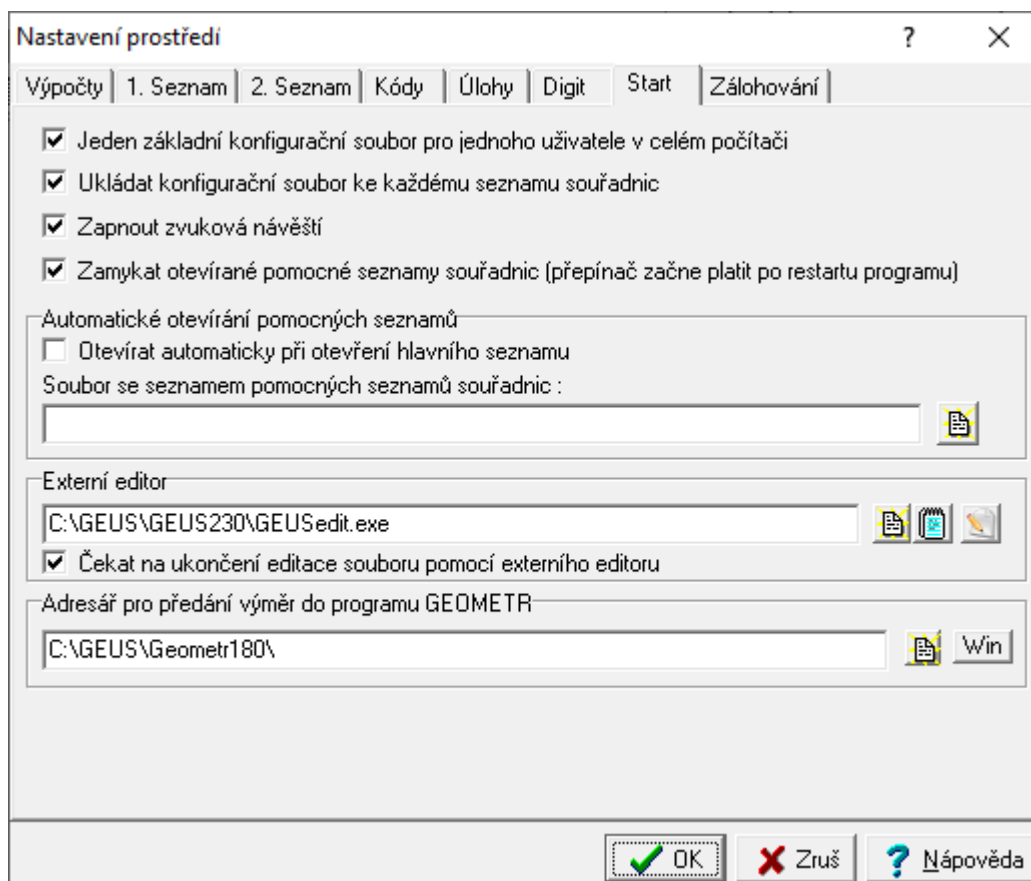 Nastavení prostředí ?
Výpočty 1. Seznam 2. Seznam Kódy Úlohy Digit Start Zálohování
Jeden základní konfigurační soubor pro jednoho uživatele v celém počítači
Ukládat konfigurační soubor ke každému seznamu souřadnic
Zapnout zvuková návěští
Zamykat otevírané pomocné seznamy souřadnic (přepínač začne platit po restartu programu)
Automatické otevírání pomocných seznamů
Otevírat automaticky při otevření hlavního seznamu
Soubor se seznamem pomocných seznamů souřadnic :
Externí editor
C:\GEUS\GEUS230\GEUSedit.exe
Čekat na ukončení editace souboru pomocí externího editoru
Adresář pro předání výměr do programu GEOMETR
C:\GEUS\Geometr180\ Win
OK Zruš ? Nápověda